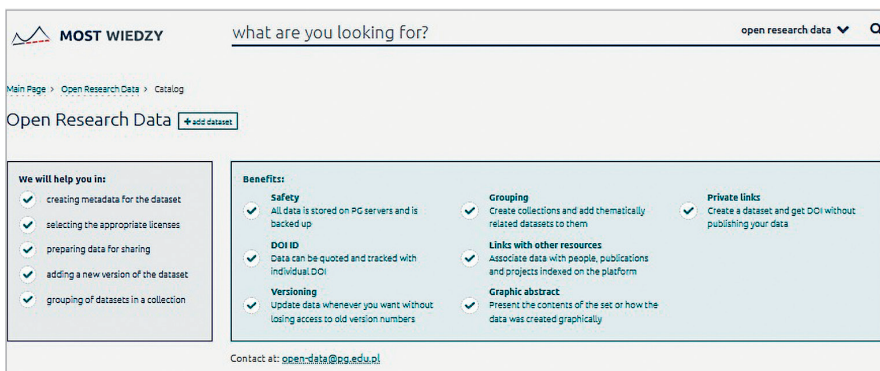 MOST WIEDZY
what are you looking for?
open research data
Main Page > Open Research Data > Catalog
Open Research Data
+add dataset
We will help you in:
creating metadata for the dataset
selecting the appropriate licenses
preparing data for sharing
adding a new version of the dataset
grouping of datasets in a collection
Benefits:
Safety
All data is stored on PG servers and is
backed up
DOI ID
Data can be quoted and tracked with
individual DOI
Versioning
Update data whenever you want without
losing access to old version numbers
Grouping
Create collections and add thematically
related datasets to them
Links with other resources
Associate data with people, publications
and projects indexed on the platform
Graphic abstract
Present the contents of the set or how the
data was created graphically
Private links
Create a dataset and get DOI without
publishing your data
Contact at: open-data@pg.edu.pl